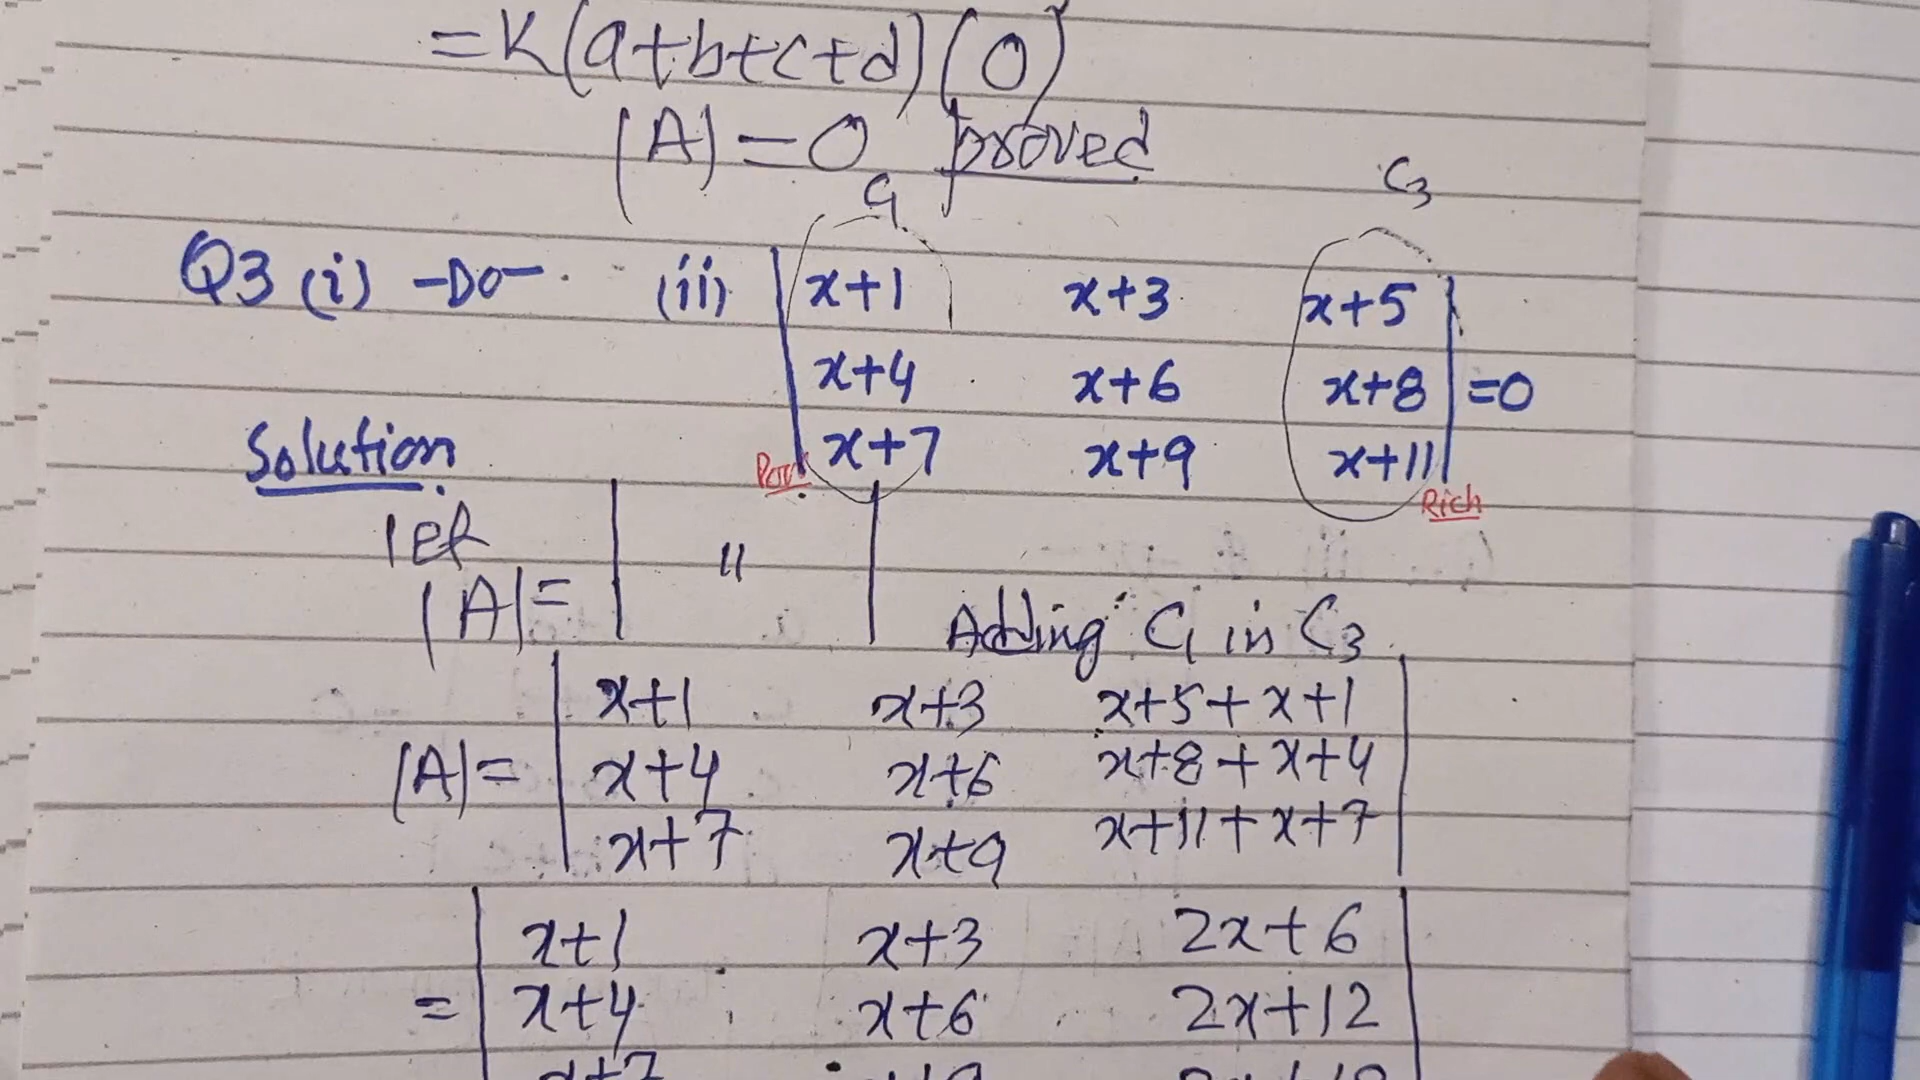 =K(a+b+c+d)(0)
|A|=0 proved
C1 C3
Q3 (i) -Do- (ii) | x+1 x+3 x+5 |
| x+4 x+6 x+8 | =0
Solution | x+7 x+9 x+11 |
Poor Rich
let
|A|= | " |
Adding C1 in C3
| x+1 x+3 x+5+x+1 |
|A|= | x+4 x+6 x+8+x+4 |
| x+7 x+9 x+11+x+7 |
| x+1 x+3 2x+6 |
= | x+4 x+6 2x+12 |
x+7